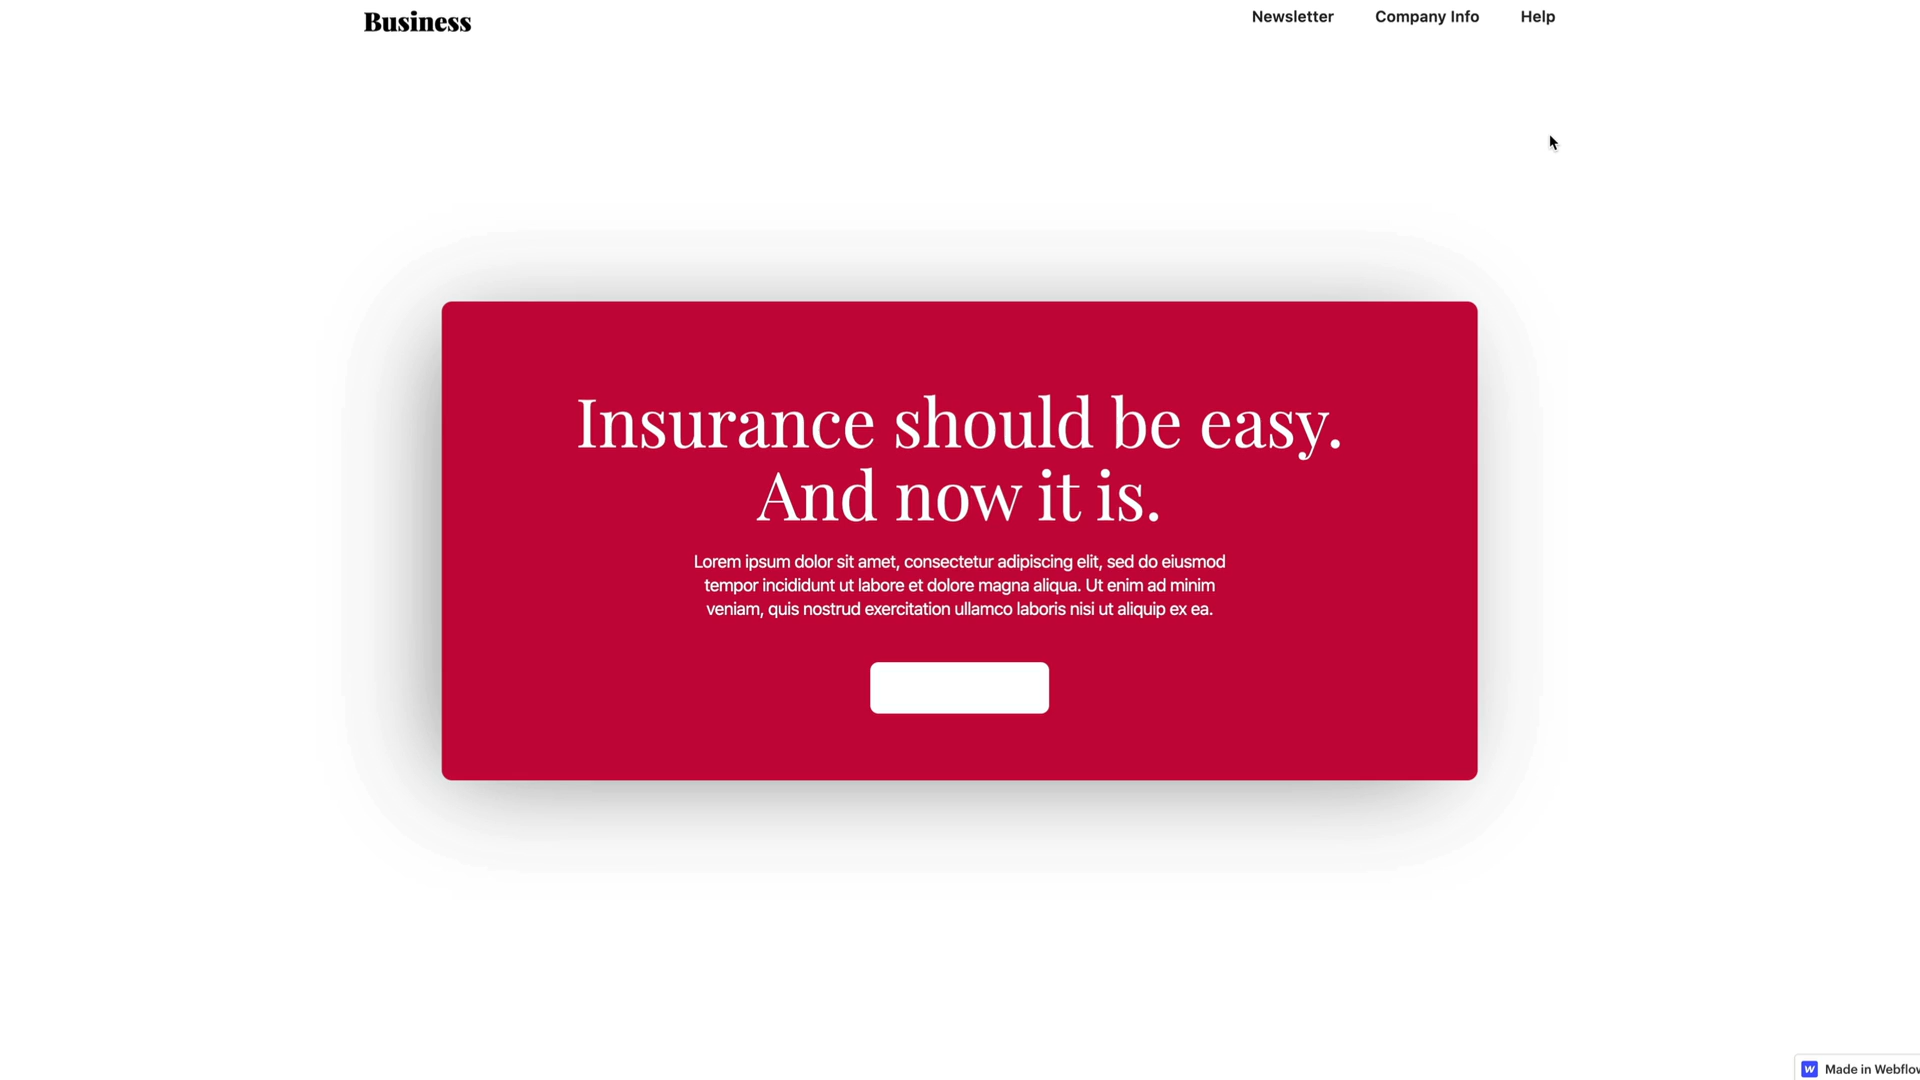 Business
Newsletter Company Info Help
Insurance should be easy.
And now it is.
Lorem ipsum dolor sit amet, consectetur adipiscing elit, sed do eiusmod
tempor incididunt ut labore et dolore magna aliqua. Ut enim ad minim
veniam, quis nostrud exercitation ullamco laboris nisi ut aliquip ex ea.
Made in Webflow